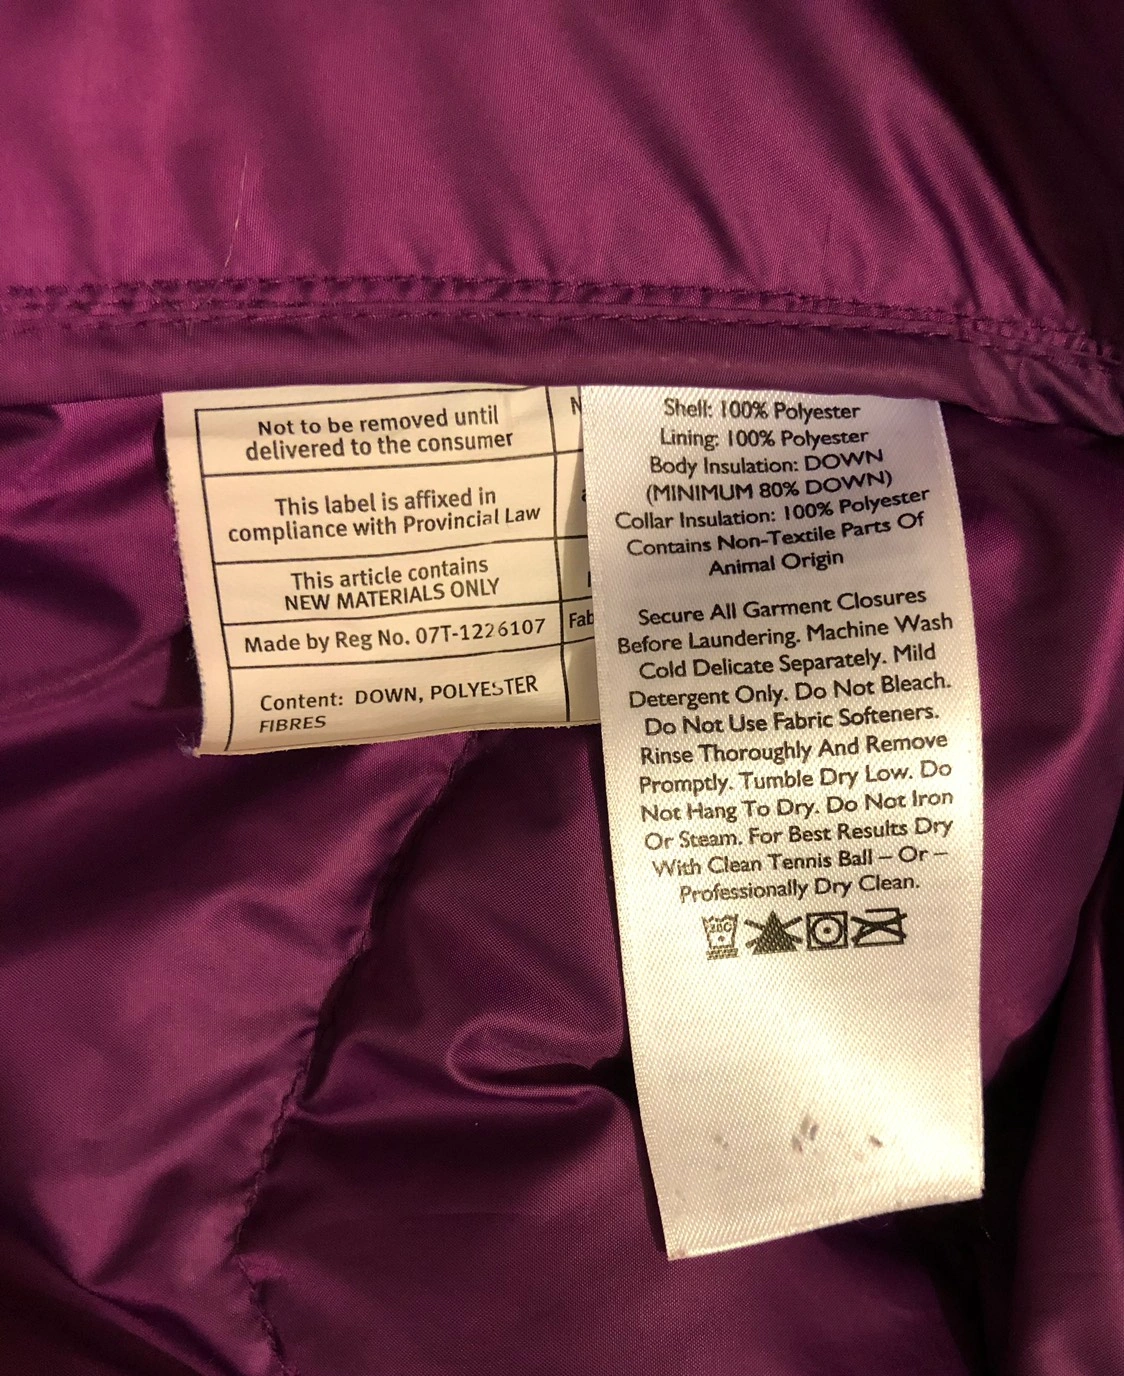 Not to be removed until
delivered to the consumer
This label is affixed in
compliance with Provincial Law
This article contains
NEW MATERIALS ONLY
Made by Reg No. 07T-1226107
Content: DOWN, POLYESTER
FIBRES
N
Fab
Shell: 100% Polyester
Lining: 100% Polyester
Body Insulation: DOWN
(MINIMUM 80% DOWN)
Collar Insulation: 100% Polyester
Contains Non-Textile Parts Of
Animal Origin
Secure All Garment Closures
Before Laundering. Machine Wash
Cold Delicate Separately. Mild
Detergent Only. Do Not Bleach.
Do Not Use Fabric Softeners.
Rinse Thoroughly And Remove
Promptly. Tumble Dry Low. Do
Not Hang To Dry. Do Not Iron
Or Steam. For Best Results Dry
With Clean Tennis Ball – Or –
Professionally Dry Clean.